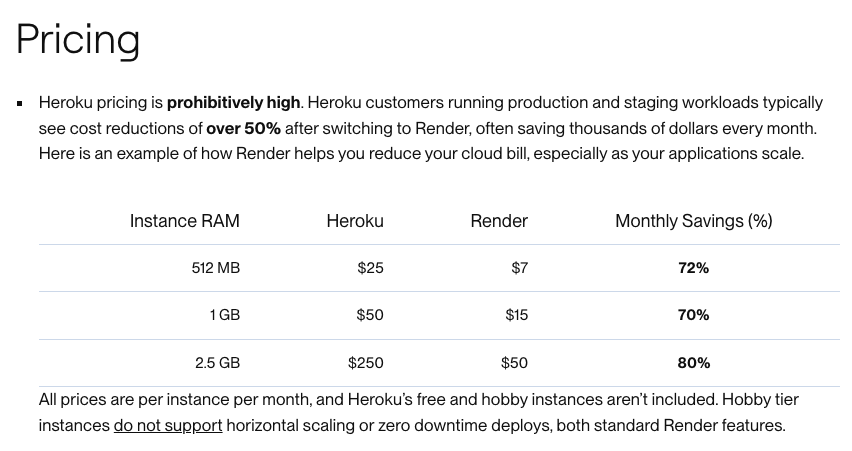 Pricing
▪ Heroku pricing is prohibitively high. Heroku customers running production and staging workloads typically
see cost reductions of over 50% after switching to Render, often saving thousands of dollars every month.
Here is an example of how Render helps you reduce your cloud bill, especially as your applications scale.
Instance RAM Heroku Render Monthly Savings (%)
512 MB $25 $7 72%
1 GB $50 $15 70%
2.5 GB $250 $50 80%
All prices are per instance per month, and Heroku’s free and hobby instances aren’t included. Hobby tier
instances do not support horizontal scaling or zero downtime deploys, both standard Render features.